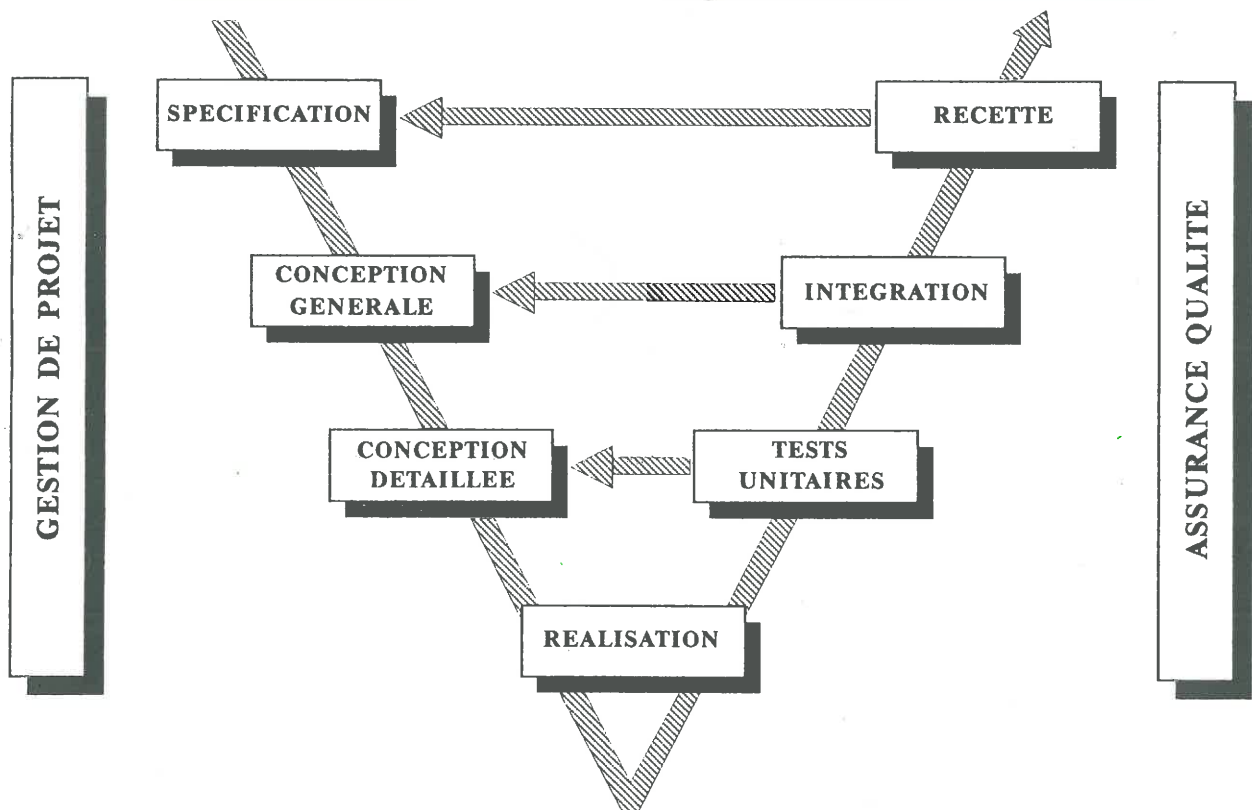 SPECIFICATION
RECETTE
GESTION DE PROJET
CONCEPTION
GENERALE
INTEGRATION
ASSURANCE QUALITE
CONCEPTION
DETAILLEE
TESTS
UNITAIRES
REALISATION